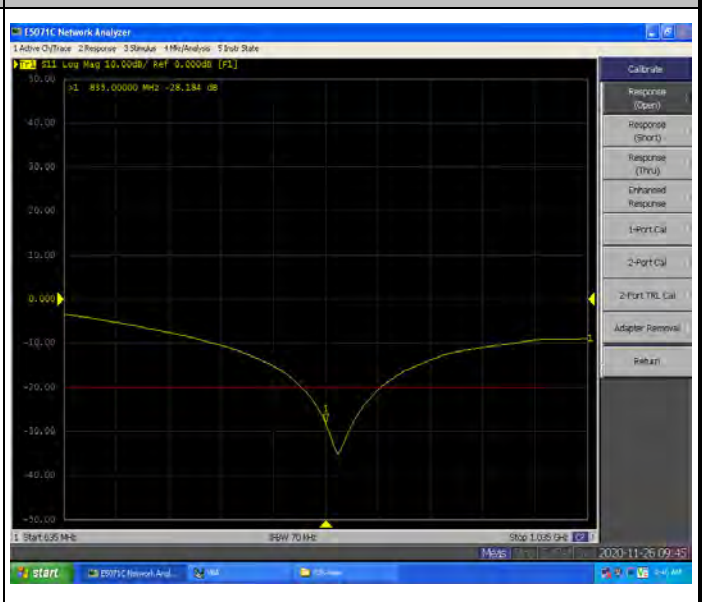 E5071C Network Analyzer
1 Active Ch/Trace 2 Response 3 Stimulus 4 Mkr/Analysis 5 Instr State
Tr1 S11 Log Mag 10.00dB/ Ref 0.000dB [F1]
50.00
>1 835.00000 MHz -28.184 dB
40.00
30.00
20.00
10.00
0.000
-10.00
-20.00
-30.00
-40.00
-50.00
1
1
Calibrate
Response
(Open)
Response
(Short)
Response
(Thru)
Enhanced
Response
1-Port Cal
2-Port Cal
2-Port TRL Cal
Adapter Removal
Return
1 Start 635 MHz
IFBW 70 kHz
Stop 1.035 GHz
Meas
2020-11-26 09:45
start
E5071C Network Anal...